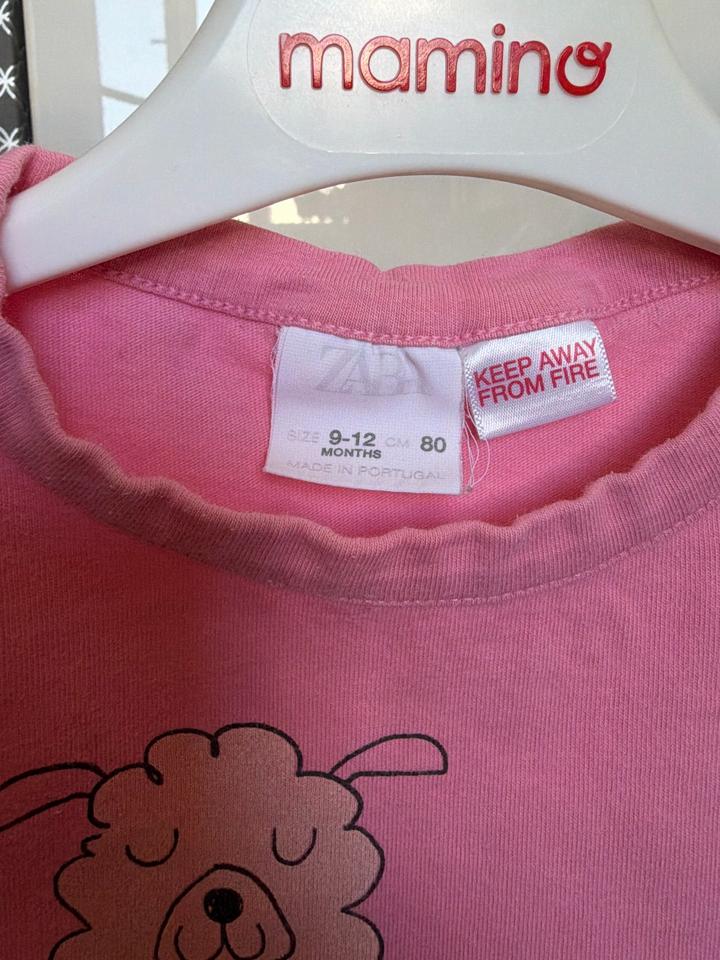 mamino
ZARA
SIZE 9-12 CM 80
MONTHS
MADE IN PORTUGAL
KEEP AWAY
FROM FIRE